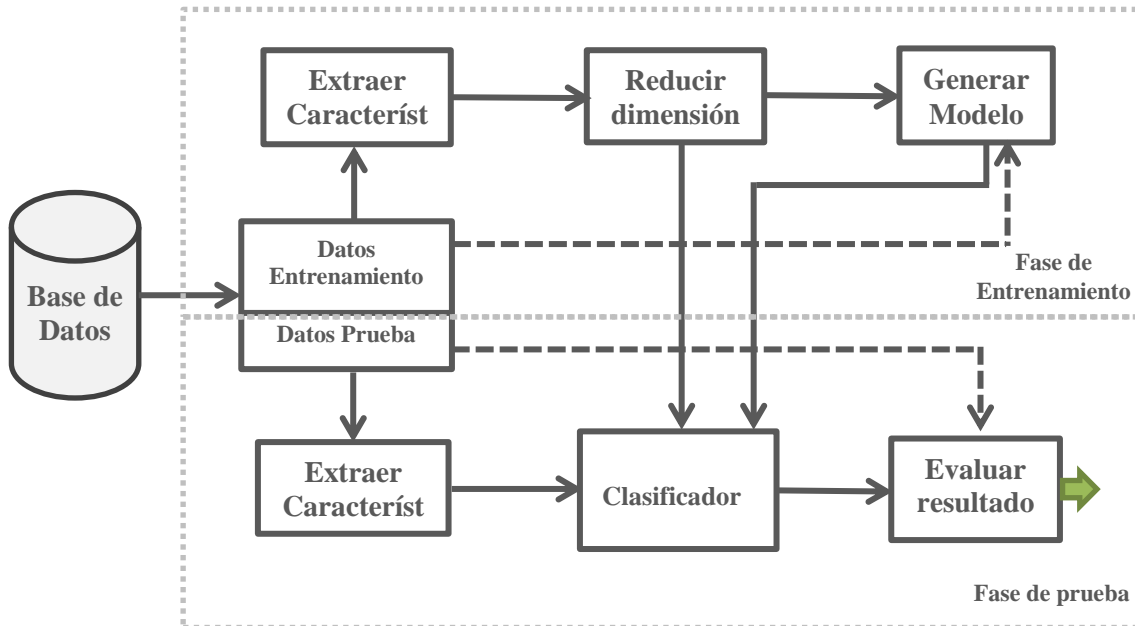 Extraer
Característ
Reducir
dimensión
Generar
Modelo
Datos
Entrenamiento
Fase de
Entrenamiento
Base de
Datos
Datos Prueba
Extraer
Característ
Clasificador
Evaluar
resultado
Fase de prueba